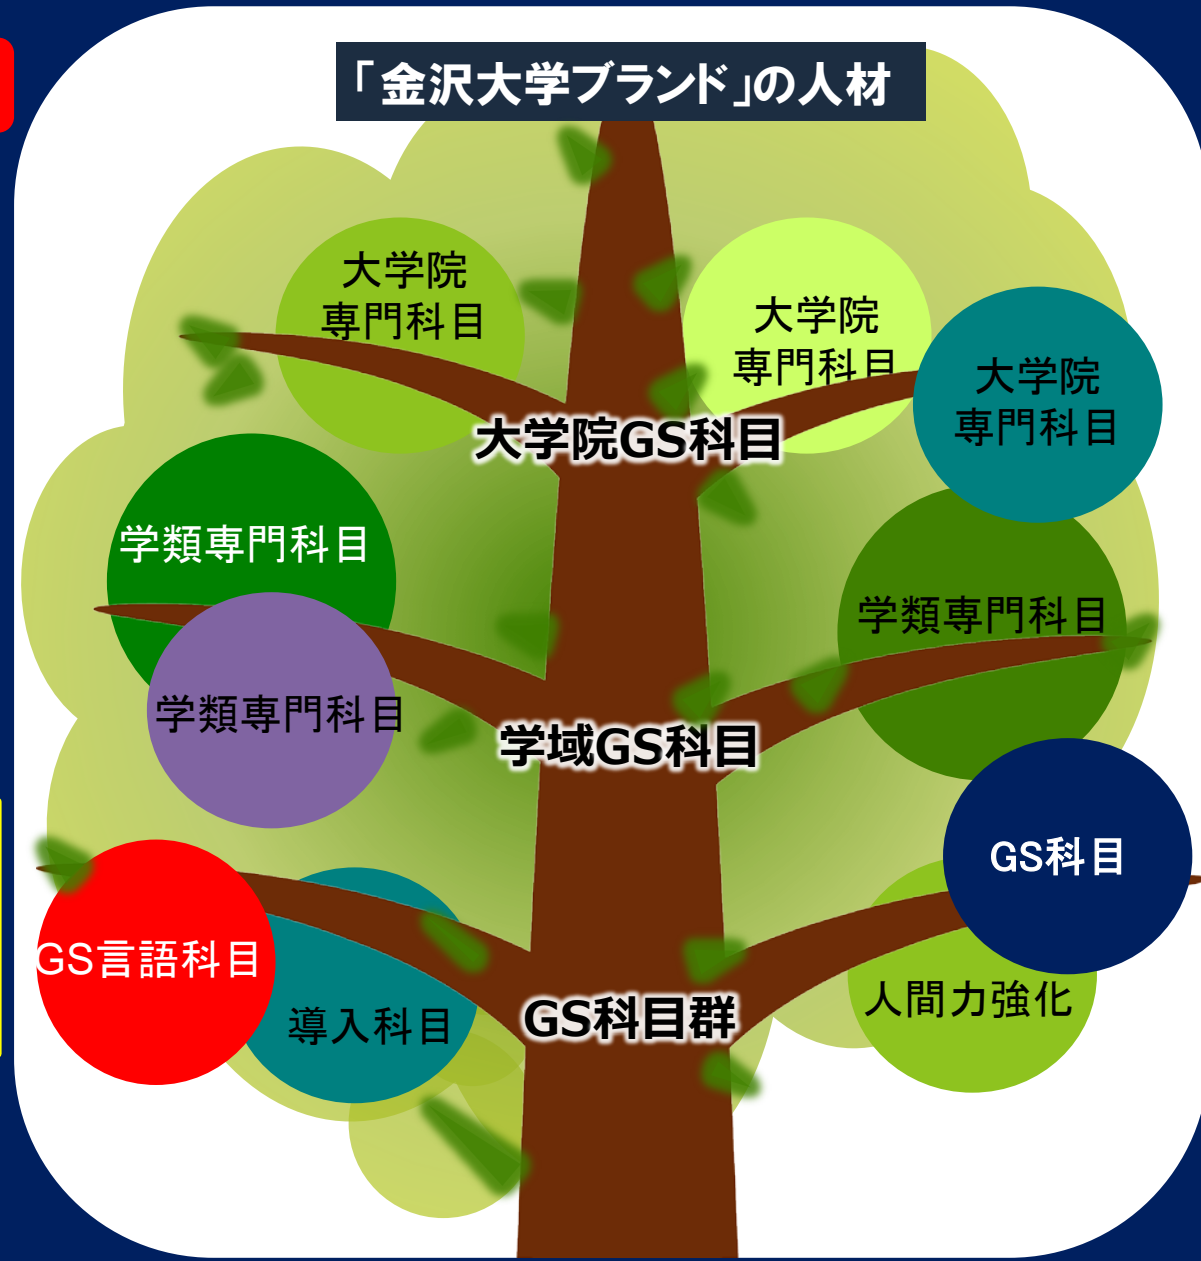 「金沢大学ブランド」の人材
大学院
専門科目
大学院
専門科目
大学院
専門科目
大学院GS科目
学類専門科目
学類専門科目
学類専門科目
学域GS科目
GS科目
GS言語科目
導入科目
GS科目群
人間力強化